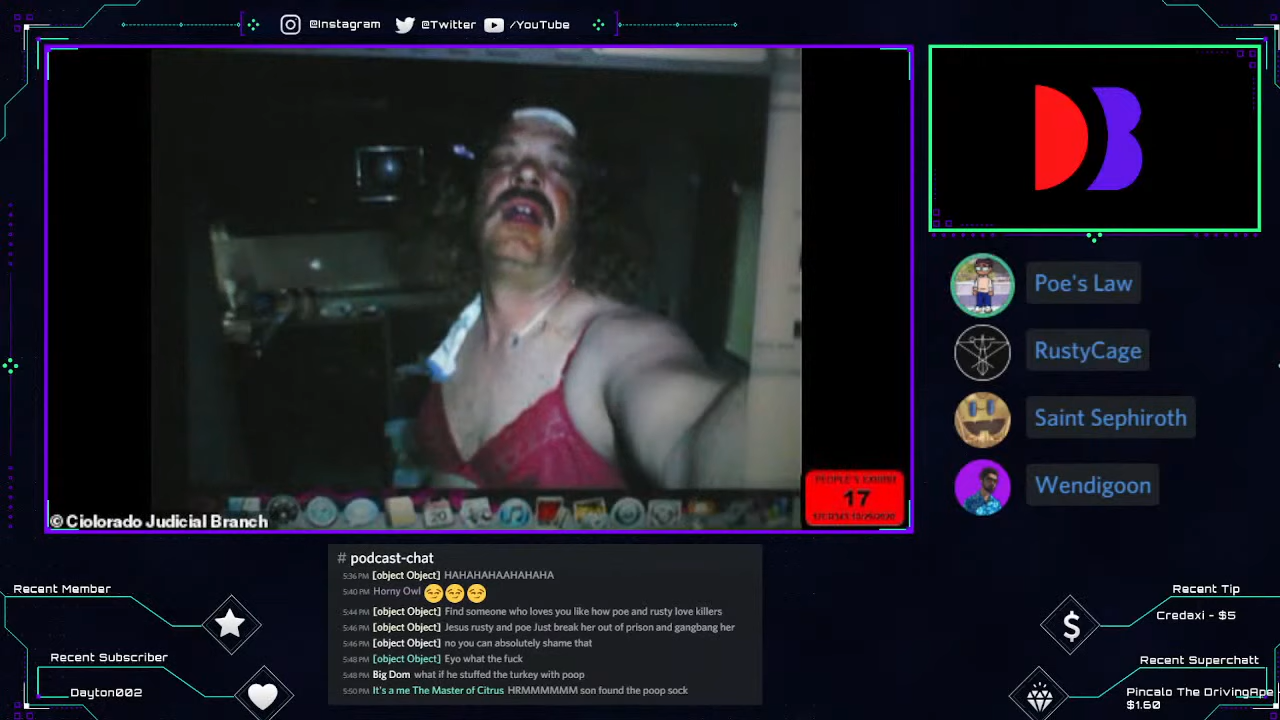 @Instagram @Twitter /YouTube
© Ciolorado Judicial Branch
PEOPLE'S EXHIBIT
17
Poe's Law
RustyCage
Saint Sephiroth
Wendigoon
# podcast-chat
5:36 PM [object Object] HAHAHAHAAHAHAHA
5:40 PM Horny Owl
5:44 PM [object Object] Find someone who loves you like how poe and rusty love killers
5:46 PM [object Object] Jesus rusty and poe Just break her out of prison and gangbang her
5:46 PM [object Object] no you can absolutely shame that
5:48 PM [object Object] Eyo what the fuck
5:48 PM Big Dom what if he stuffed the turkey with poop
5:50 PM It's a me The Master of Citrus HRMMMMMM son found the poop sock
Recent Member
Recent Subscriber
Dayton002
Recent Tip
Credaxi - $5
Recent Superchatt
Pincalo The DrivingApe
$1.60